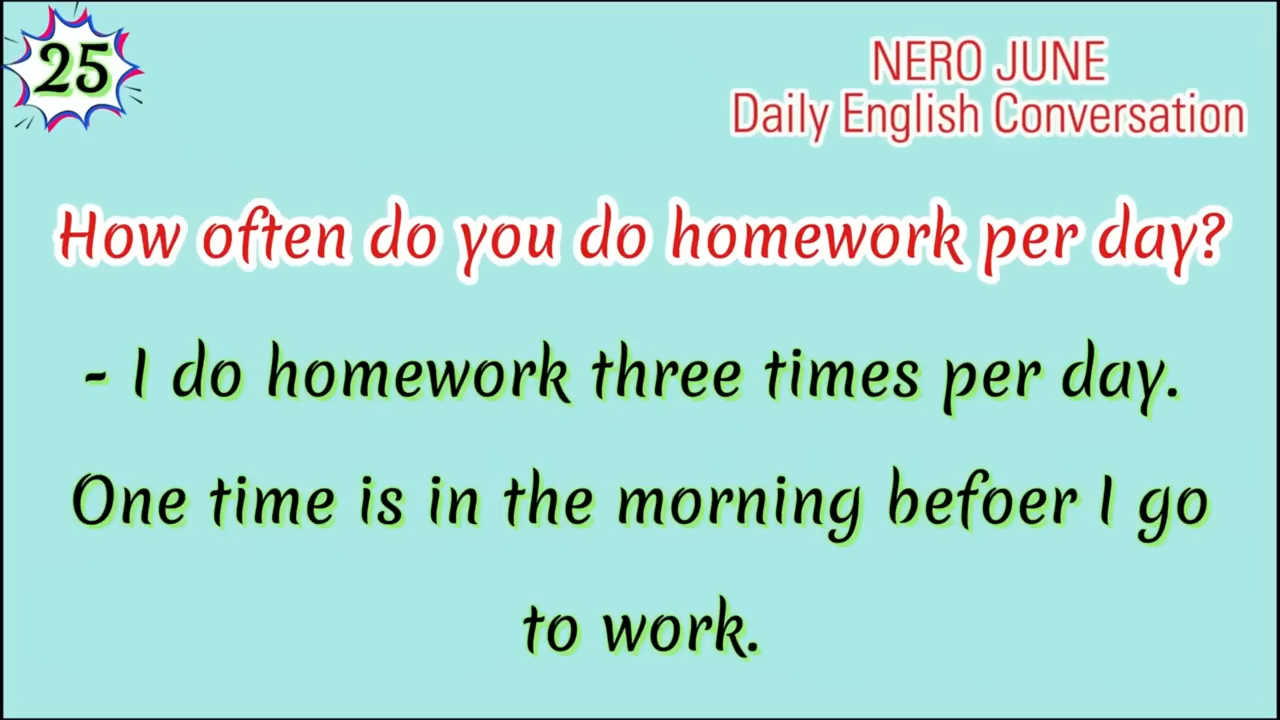 25
NERO JUNE
Daily English Conversation
How often do you do homework per day?
- I do homework three times per day.
One time is in the morning befoer I go
to work.